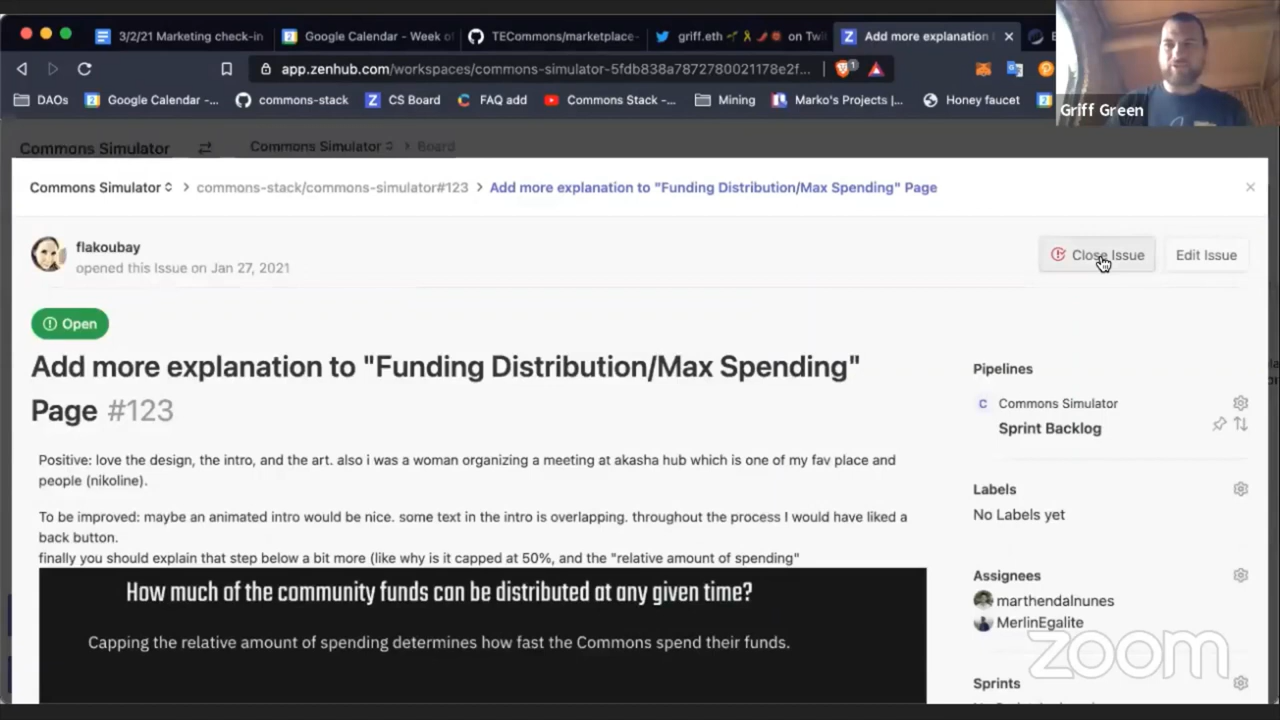 3/2/21 Marketing check-in
Google Calendar - Week of
TECommons/marketplace-
griff.eth on Twi
Add more explanation
app.zenhub.com/workspaces/commons-simulator-5fdb838a7872780021178e2f...
1
DAOs
Google Calendar -...
commons-stack
CS Board
FAQ add
Commons Stack -...
Mining
Marko's Projects |...
Honey faucet
Griff Green
Commons Simulator
Commons Simulator > Board
Commons Simulator > commons-stack/commons-simulator#123 > Add more explanation to "Funding Distribution/Max Spending" Page
flakoubay
opened this Issue on Jan 27, 2021
Close Issue
Edit Issue
Open
Add more explanation to "Funding Distribution/Max Spending"
Page #123
Positive: love the design, the intro, and the art. also i was a woman organizing a meeting at akasha hub which is one of my fav place and
people (nikoline).
To be improved: maybe an animated intro would be nice. some text in the intro is overlapping. throughout the process I would have liked a
back button.
finally you should explain that step below a bit more (like why is it capped at 50%, and the "relative amount of spending"
How much of the community funds can be distributed at any given time?
Capping the relative amount of spending determines how fast the Commons spend their funds.
Pipelines
C Commons Simulator
Sprint Backlog
Labels
No Labels yet
Assignees
marthendalnunes
MerlinEgalite
Sprints
zoom